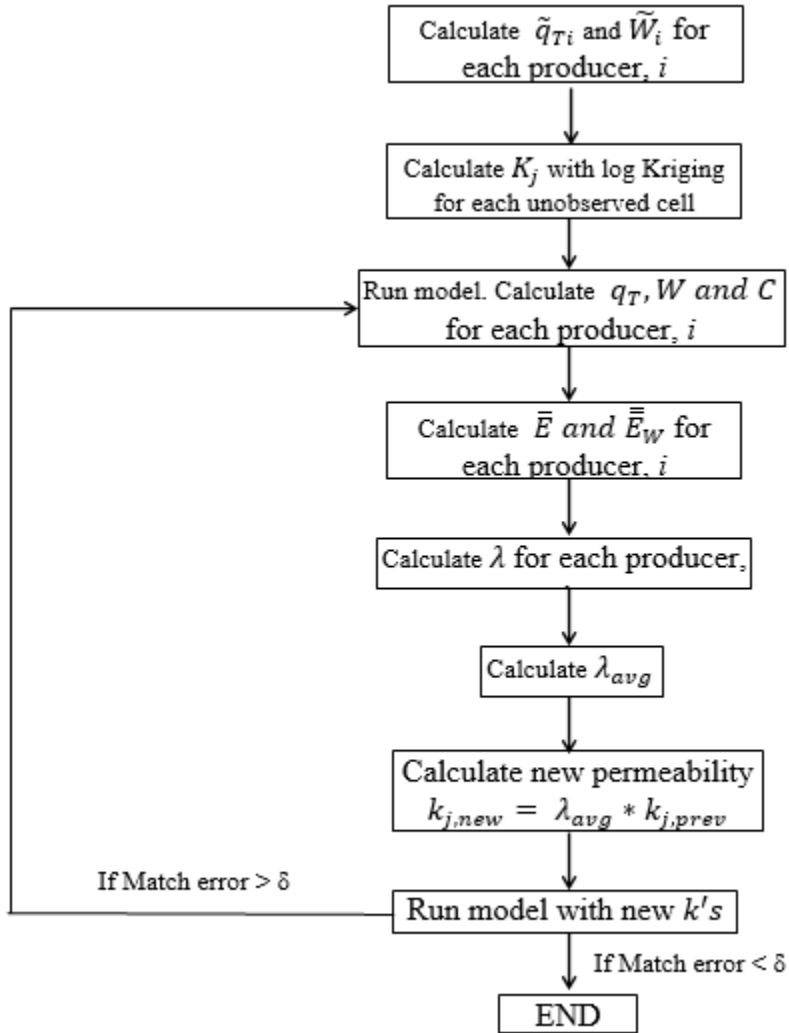 Calculate q̃_Ti and W̃_i for
each producer, i
Calculate K_j with log Kriging
for each unobserved cell
Run model. Calculate q_T, W and C
for each producer, i
Calculate Ē and E̿_W for
each producer, i
Calculate λ for each producer,
Calculate λ_avg
Calculate new permeability
k_j,new = λ_avg * k_j,prev
If Match error > δ
Run model with new k's
If Match error < δ
END